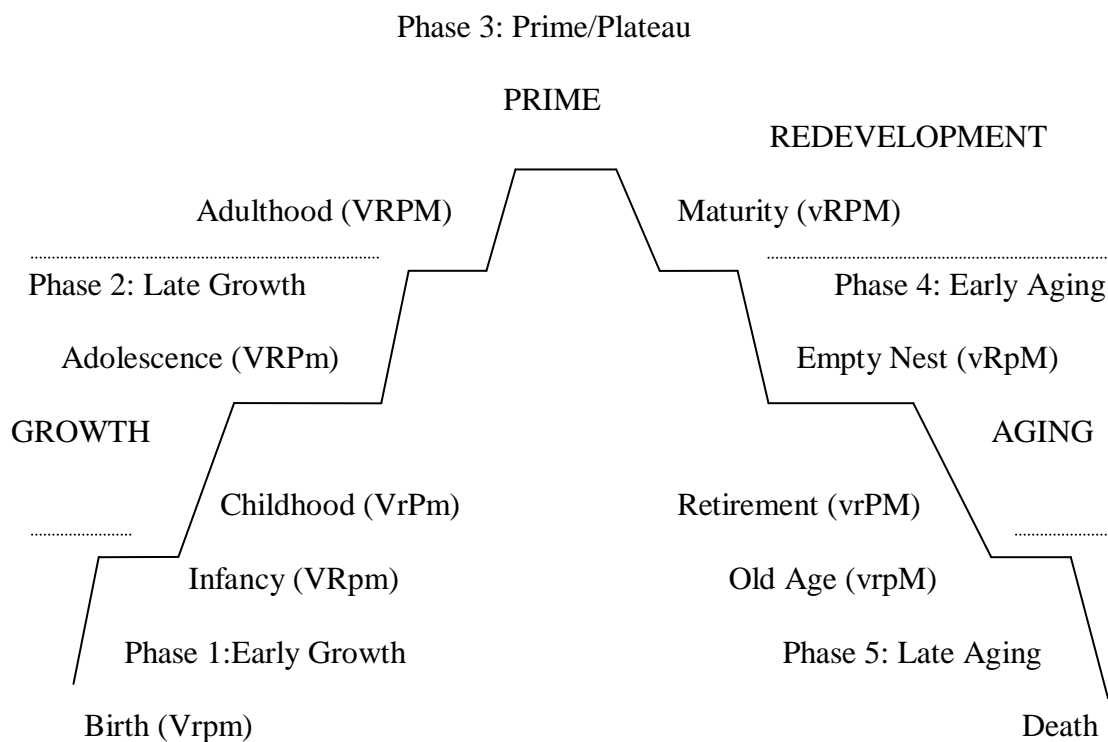 Phase 3: Prime/Plateau
PRIME
REDEVELOPMENT
Adulthood (VRPM)
Maturity (vRPM)
Phase 2: Late Growth
Phase 4: Early Aging
Adolescence (VRPm)
Empty Nest (vRpM)
GROWTH
AGING
Childhood (VrPm)
Retirement (vrPM)
Infancy (VRpm)
Old Age (vrpM)
Phase 1:Early Growth
Phase 5: Late Aging
Birth (Vrpm)
Death